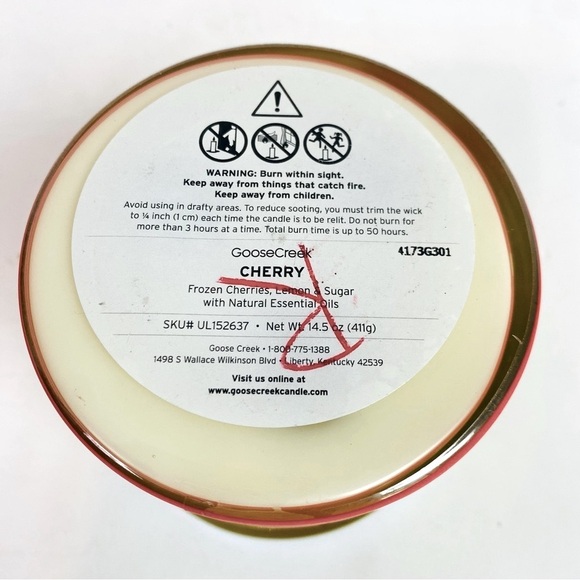 WARNING: Burn within sight.
Keep away from things that catch fire.
Keep away from children.
Avoid using in drafty areas. To reduce sooting, you must trim the wick
to ¼ inch (1 cm) each time the candle is to be relit. Do not burn for
more than 3 hours at a time. Total burn time is up to 50 hours.
GooseCreek® 4173G301
CHERRY
Frozen Cherries, Lemon & Sugar
with Natural Essential Oils
SKU# UL152637 • Net Wt. 14.5 oz (411g)
Goose Creek • 1-800-775-1388
1498 S Wallace Wilkinson Blvd • Liberty, Kentucky 42539
Visit us online at
www.goosecreekcandle.com